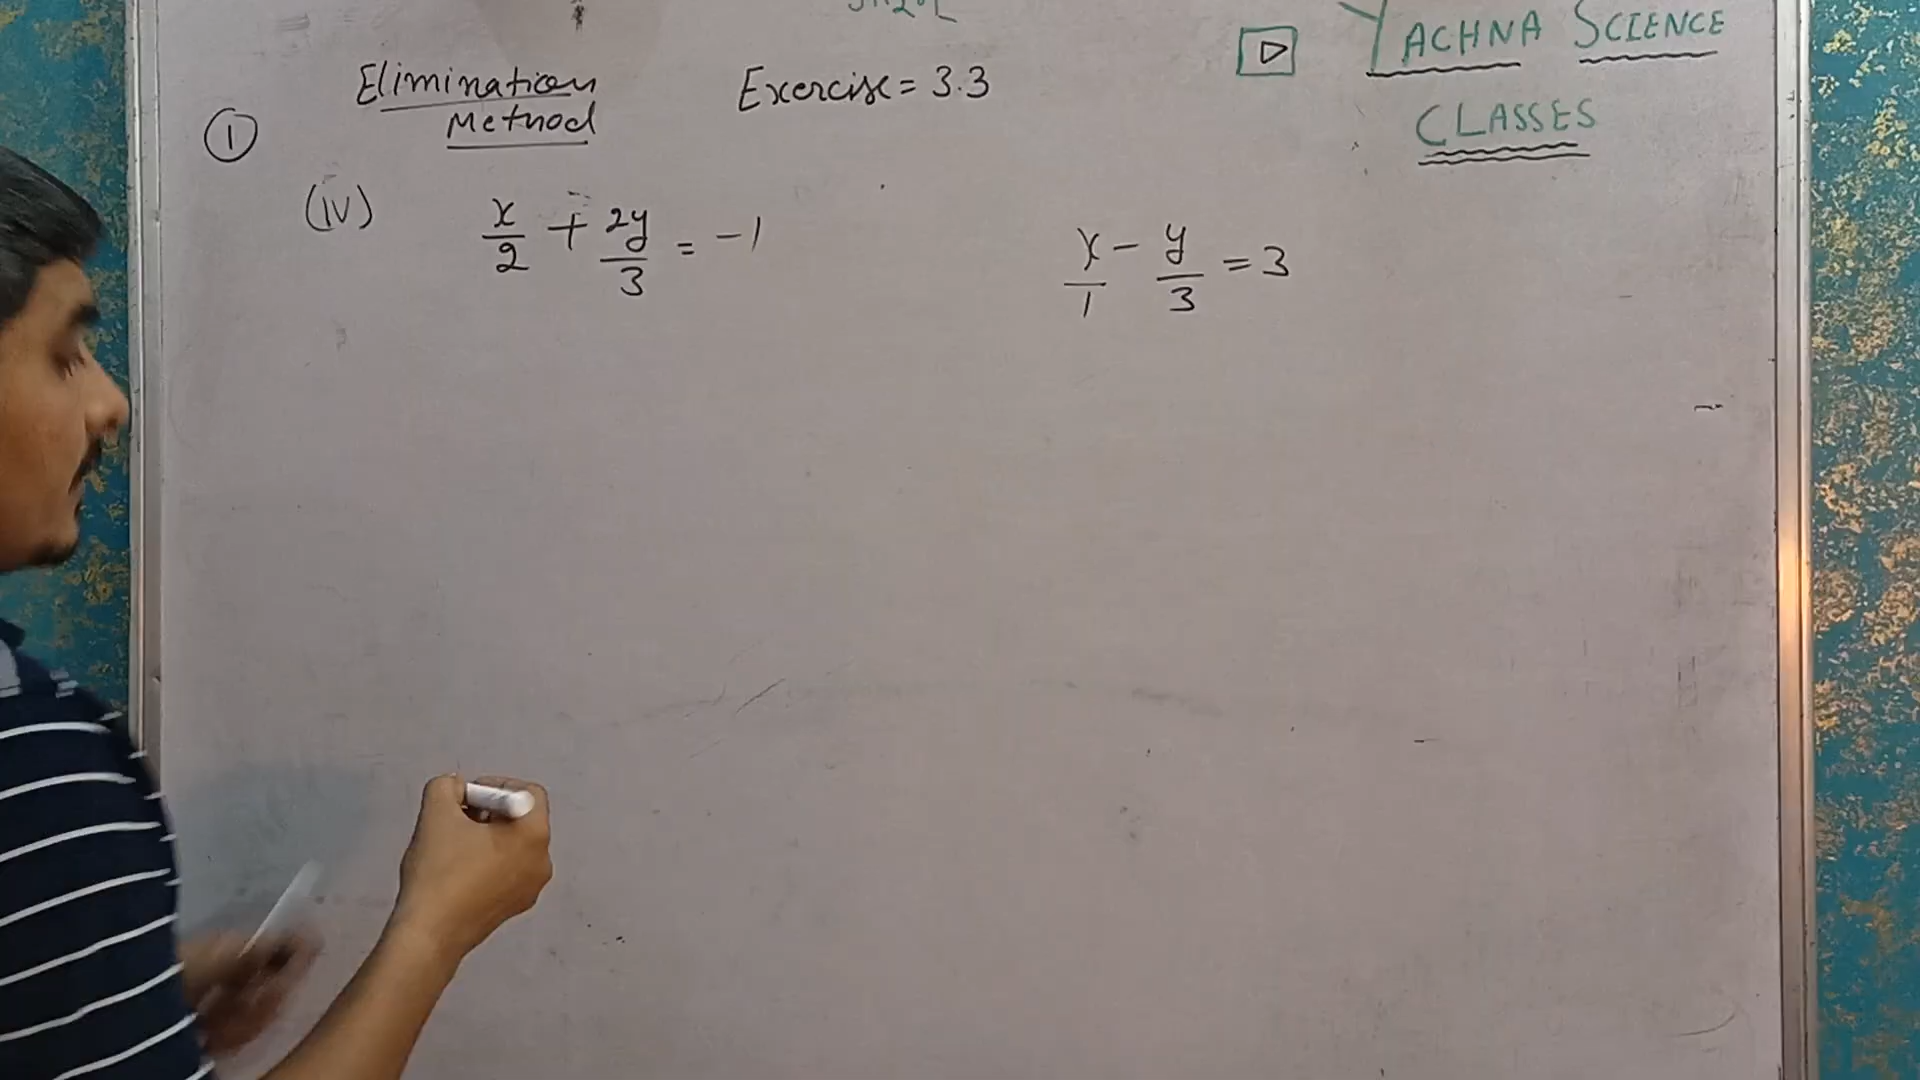 YACHNA SCIENCE
CLASSES
Elimination
Method
Exercise = 3.3
①
(iv) x/2 + 2y/3 = -1
x/1 - y/3 = 3